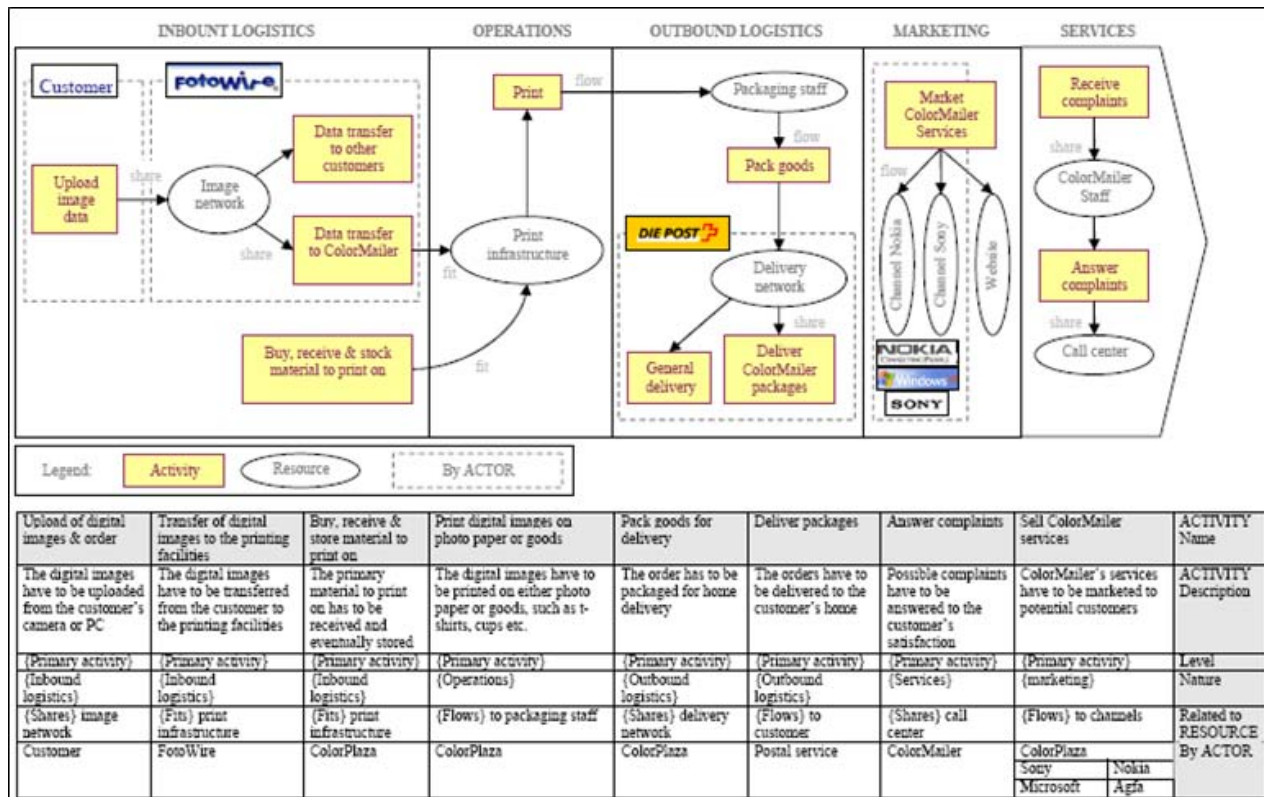 INBOUNT LOGISTICS
OPERATIONS
OUTBOUND LOGISTICS
MARKETING
SERVICES
Customer
FOTOWIRE
Upload
image
data
share
Image
network
Data transfer
to other
customers
share
Data transfer
to ColorMailer
Buy, receive & stock
material to print on
fit
fit
Print
flow
Print
infrastructure
Packaging staff
flow
Pack goods
DIE POST
Delivery
network
share
General
delivery
Deliver
ColorMailer
packages
Market
ColorMailer
Services
flow
Channel Nokia
Channel Sony
Website
NOKIA
Windows
SONY
Receive
complaints
share
ColorMailer
Staff
Answer
complaints
share
Call center
Legend:
Activity
Resource
By ACTOR
Upload of digital
images & order
Transfer of digital
images to the printing
facilities
Buy, receive &
store material to
print on
Print digital images on
photo paper or goods
Pack goods for
delivery
Deliver packages
Answer complaints
Sell ColorMailer
services
ACTIVITY
Name
The digital images
have to be uploaded
from the customer's
camera or PC
The digital images
have to be transferred
from the customer to
the printing facilities
The primary
material to print
on has to be
received and
eventually stored
The digital images have to
be printed on either photo
paper or goods, such as t-
shirts, cups etc.
The order has to be
packaged for home
delivery
The orders have to
be delivered to the
customer's home
Possible complaints
have to be
answered to the
customer's
satisfaction
ColorMailer's services
have to be marketed to
potential customers
ACTIVITY
Description
{Primary activity}
{Primary activity}
{Primary activity}
{Primary activity}
{Primary activity}
{Primary activity}
{Primary activity}
{Primary activity}
Level
{Inbound
logistics}
{Inbound
logistics}
{Inbound
logistics}
{Operations}
{Outbound
logistics}
{Outbound
logistics}
{Services}
{marketing}
Nature
{Shares} image
network
{Fits} print
infrastructure
{Fits} print
infrastructure
{Flows} to packaging staff
{Shares} delivery
network
{Flows} to
customer
{Shares} call
center
{Flows} to channels
Related to
RESOURCE
Customer
FotoWire
ColorPlaza
ColorPlaza
ColorPlaza
Postal service
ColorMailer
ColorPlaza
Sony
Nokia
Microsoft
Agfa
By ACTOR